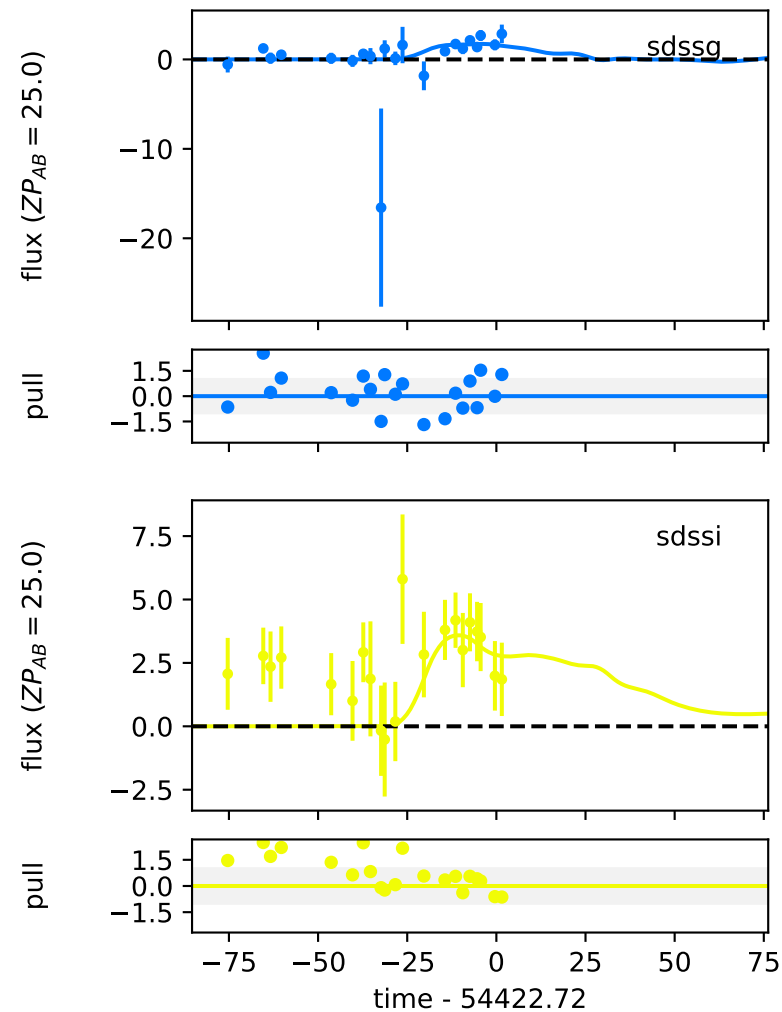 sdssg
0
−10
−20
flux (ZP_AB = 25.0)
1.5
0.0
−1.5
pull
sdssi
7.5
5.0
2.5
0.0
−2.5
flux (ZP_AB = 25.0)
1.5
0.0
−1.5
pull
−75 −50 −25 0 25 50 75
time - 54422.72